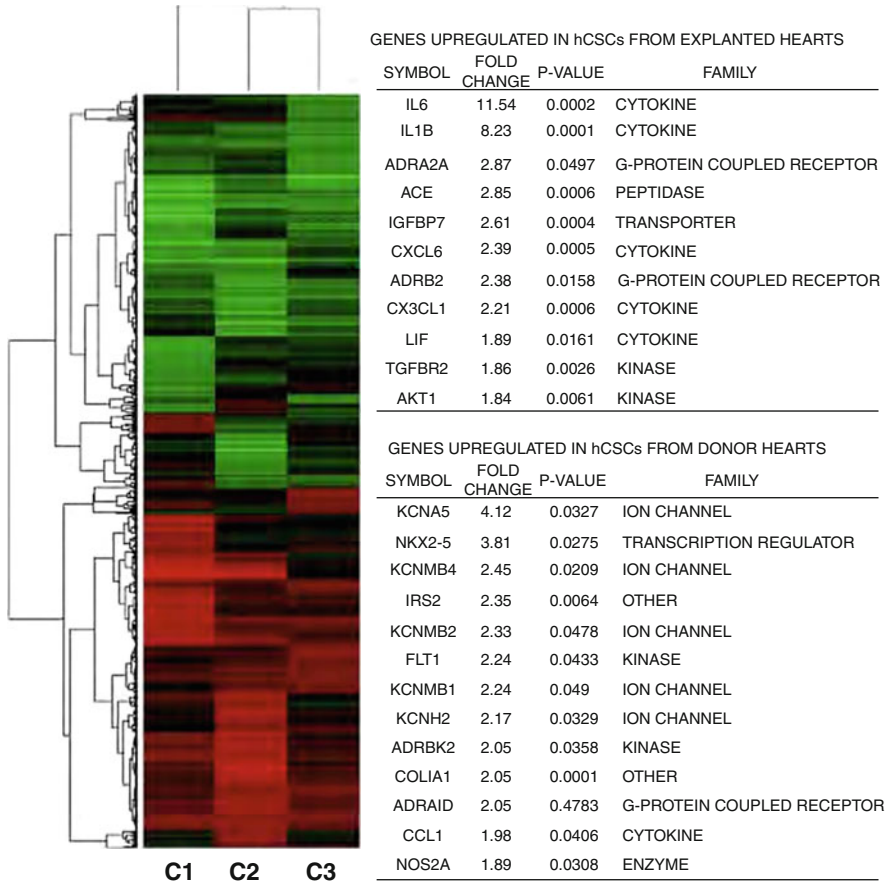 GENES UPREGULATED IN hCSCs FROM EXPLANTED HEARTS
SYMBOL FOLD CHANGE P-VALUE FAMILY
IL6 11.54 0.0002 CYTOKINE
IL1B 8.23 0.0001 CYTOKINE
ADRA2A 2.87 0.0497 G-PROTEIN COUPLED RECEPTOR
ACE 2.85 0.0006 PEPTIDASE
IGFBP7 2.61 0.0004 TRANSPORTER
CXCL6 2.39 0.0005 CYTOKINE
ADRB2 2.38 0.0158 G-PROTEIN COUPLED RECEPTOR
CX3CL1 2.21 0.0006 CYTOKINE
LIF 1.89 0.0161 CYTOKINE
TGFBR2 1.86 0.0026 KINASE
AKT1 1.84 0.0061 KINASE
GENES UPREGULATED IN hCSCs FROM DONOR HEARTS
SYMBOL FOLD CHANGE P-VALUE FAMILY
KCNA5 4.12 0.0327 ION CHANNEL
NKX2-5 3.81 0.0275 TRANSCRIPTION REGULATOR
KCNMB4 2.45 0.0209 ION CHANNEL
IRS2 2.35 0.0064 OTHER
KCNMB2 2.33 0.0478 ION CHANNEL
FLT1 2.24 0.0433 KINASE
KCNMB1 2.24 0.049 ION CHANNEL
KCNH2 2.17 0.0329 ION CHANNEL
ADRBK2 2.05 0.0358 KINASE
COLIA1 2.05 0.0001 OTHER
ADRAID 2.05 0.4783 G-PROTEIN COUPLED RECEPTOR
CCL1 1.98 0.0406 CYTOKINE
NOS2A 1.89 0.0308 ENZYME
C1 C2 C3